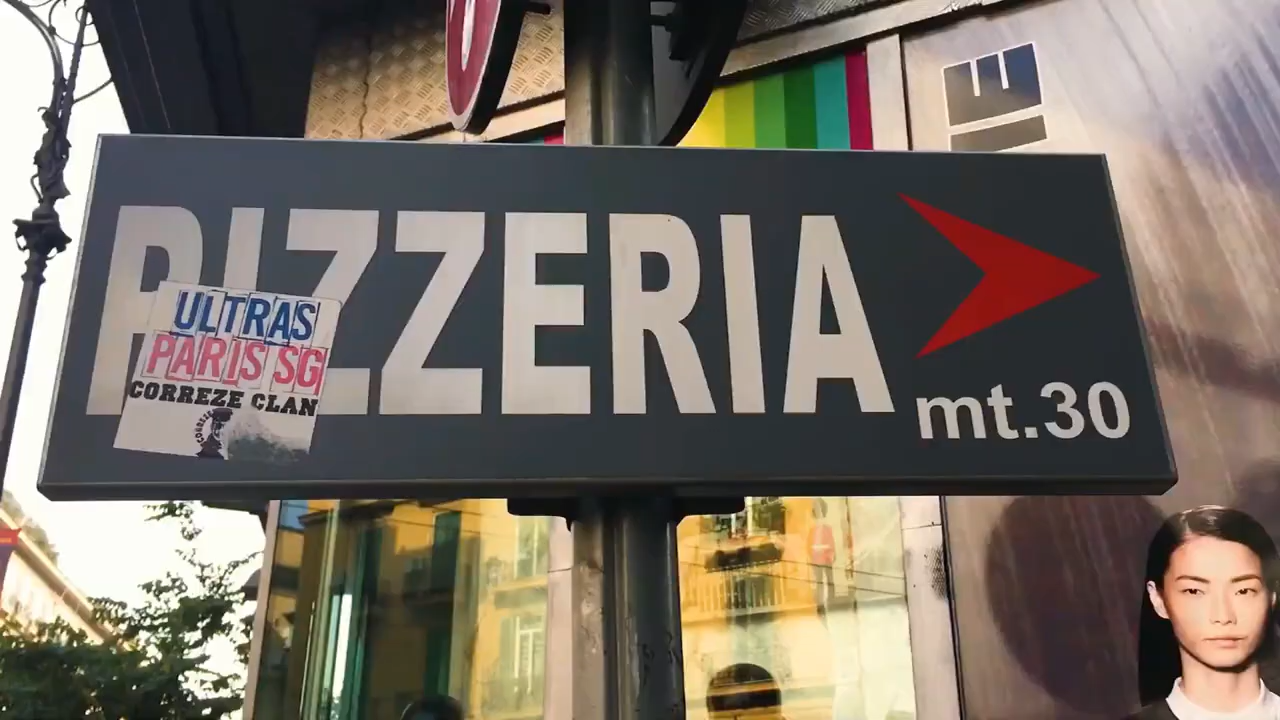 PIZZERIA
mt.30
ULTRAS
PARIS SG
CORREZE CLAN